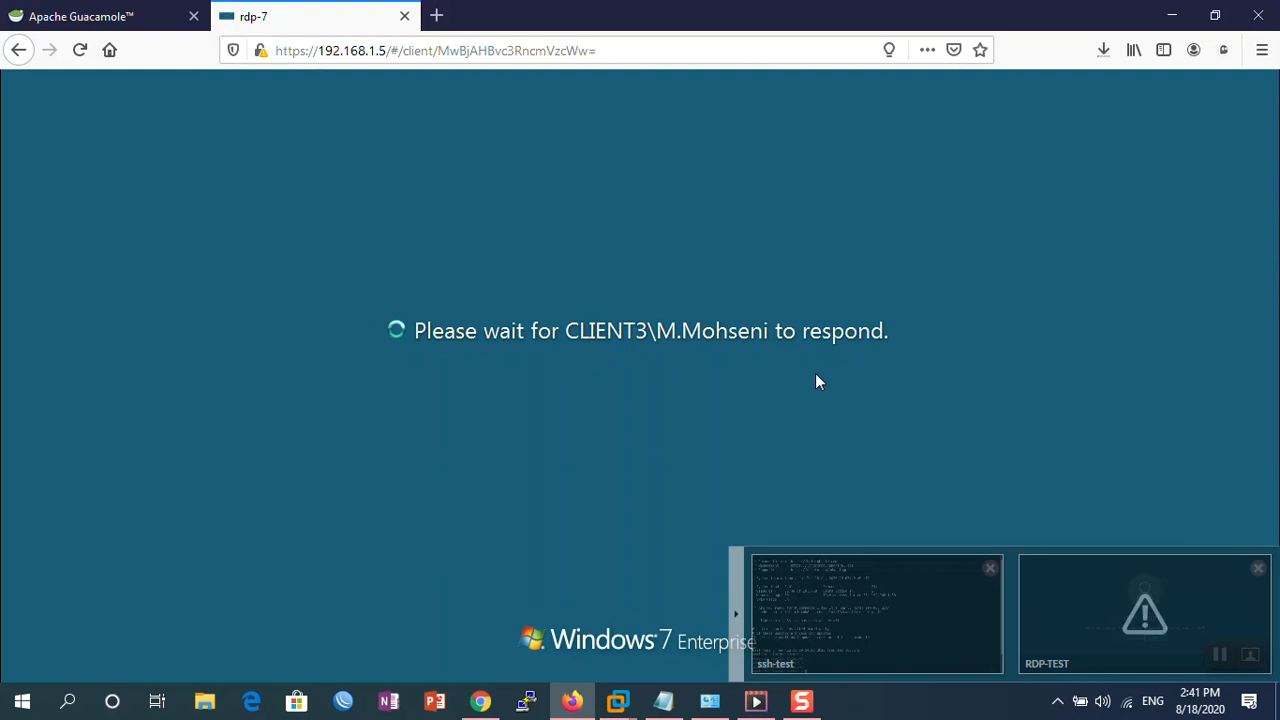 Apache Guacamole™
rdp-7
https://192.168.1.5/#/client/MwBjAHBvc3RncmVzcWw=
Please wait for CLIENT3\M.Mohseni to respond.
Windows 7 Enterprise
ssh-test
RDP-TEST
ENG
2:41 PM
8/18/2020